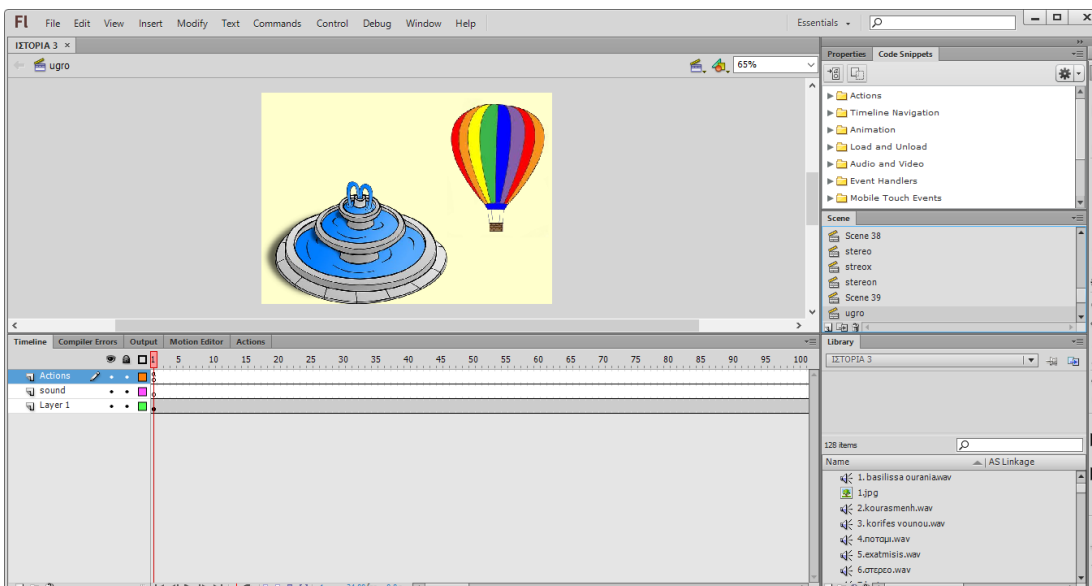 Fl File Edit View Insert Modify Text Commands Control Debug Window Help Essentials
ΙΣΤΟΡΙΑ 3 ×
ugro 65%
Properties Code Snippets
Actions
Timeline Navigation
Animation
Load and Unload
Audio and Video
Event Handlers
Mobile Touch Events
Scene
Scene 38
stereo
streox
stereon
Scene 39
ugro
Timeline Compiler Errors Output Motion Editor Actions
1 5 10 15 20 25 30 35 40 45 50 55 60 65 70 75 80 85 90 95 100
Actions
sound
Layer 1
Library
ΙΣΤΟΡΙΑ 3
128 items
Name AS Linkage
1. basilissa ourania.wav
1.jpg
2.kourasmenh.wav
3. korifes vounou.wav
4.ποταμι.wav
5.exatmisis.wav
6.στερεο.wav